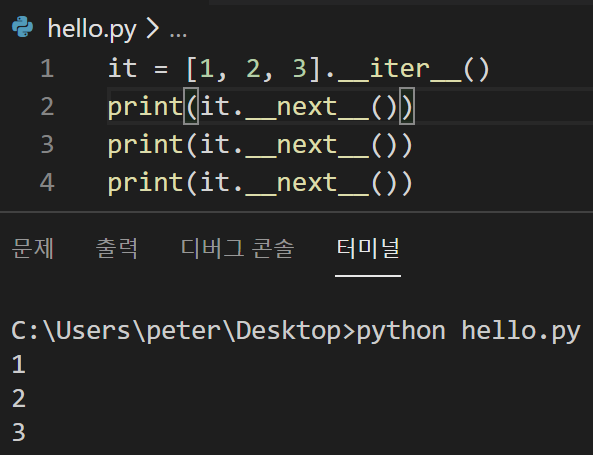 hello.py > ...
1 it = [1, 2, 3].__iter__()
2 print(it.__next__())
3 print(it.__next__())
4 print(it.__next__())
문제 출력 디버그 콘솔 터미널
C:\Users\peter\Desktop>python hello.py
1
2
3